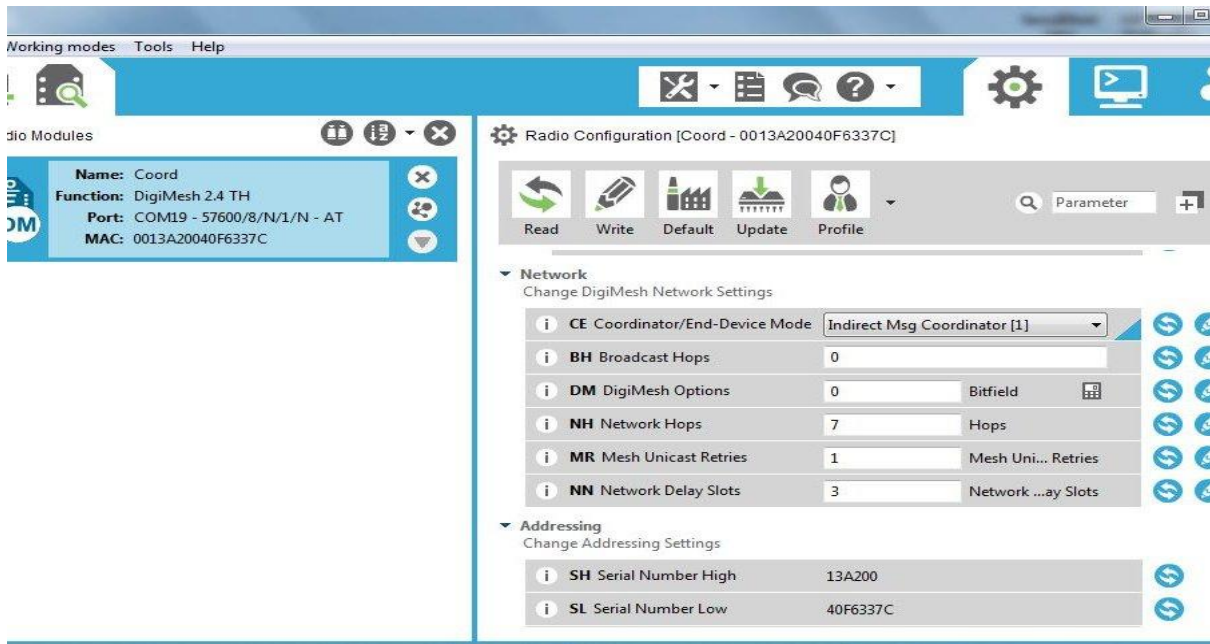 Working modes Tools Help
dio Modules
Radio Configuration [Coord - 0013A20040F6337C]
Name: Coord
Function: DigiMesh 2.4 TH
Port: COM19 - 57600/8/N/1/N - AT
MAC: 0013A20040F6337C
DM
Read Write Default Update Profile
Parameter
Network
Change DigiMesh Network Settings
i CE Coordinator/End-Device Mode Indirect Msg Coordinator [1]
i BH Broadcast Hops 0
i DM DigiMesh Options 0 Bitfield
i NH Network Hops 7 Hops
i MR Mesh Unicast Retries 1 Mesh Uni... Retries
i NN Network Delay Slots 3 Network ...ay Slots
Addressing
Change Addressing Settings
i SH Serial Number High 13A200
i SL Serial Number Low 40F6337C